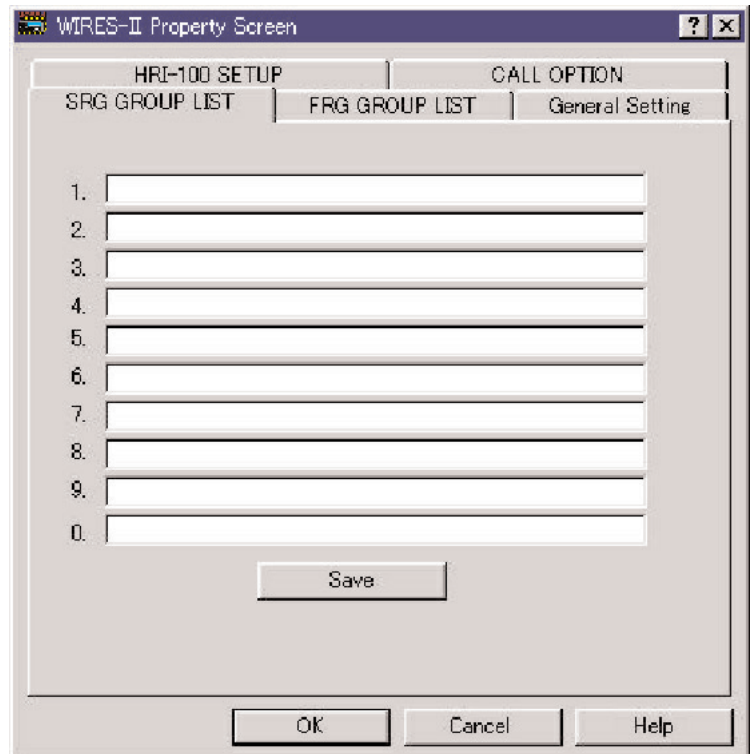 WIRES-II Property Screen
HRI-100 SETUP
CALL OPTION
SRG GROUP LIST
FRG GROUP LIST
General Setting
1.
2.
3.
4.
5.
6.
7.
8.
9.
0.
Save
OK
Cancel
Help